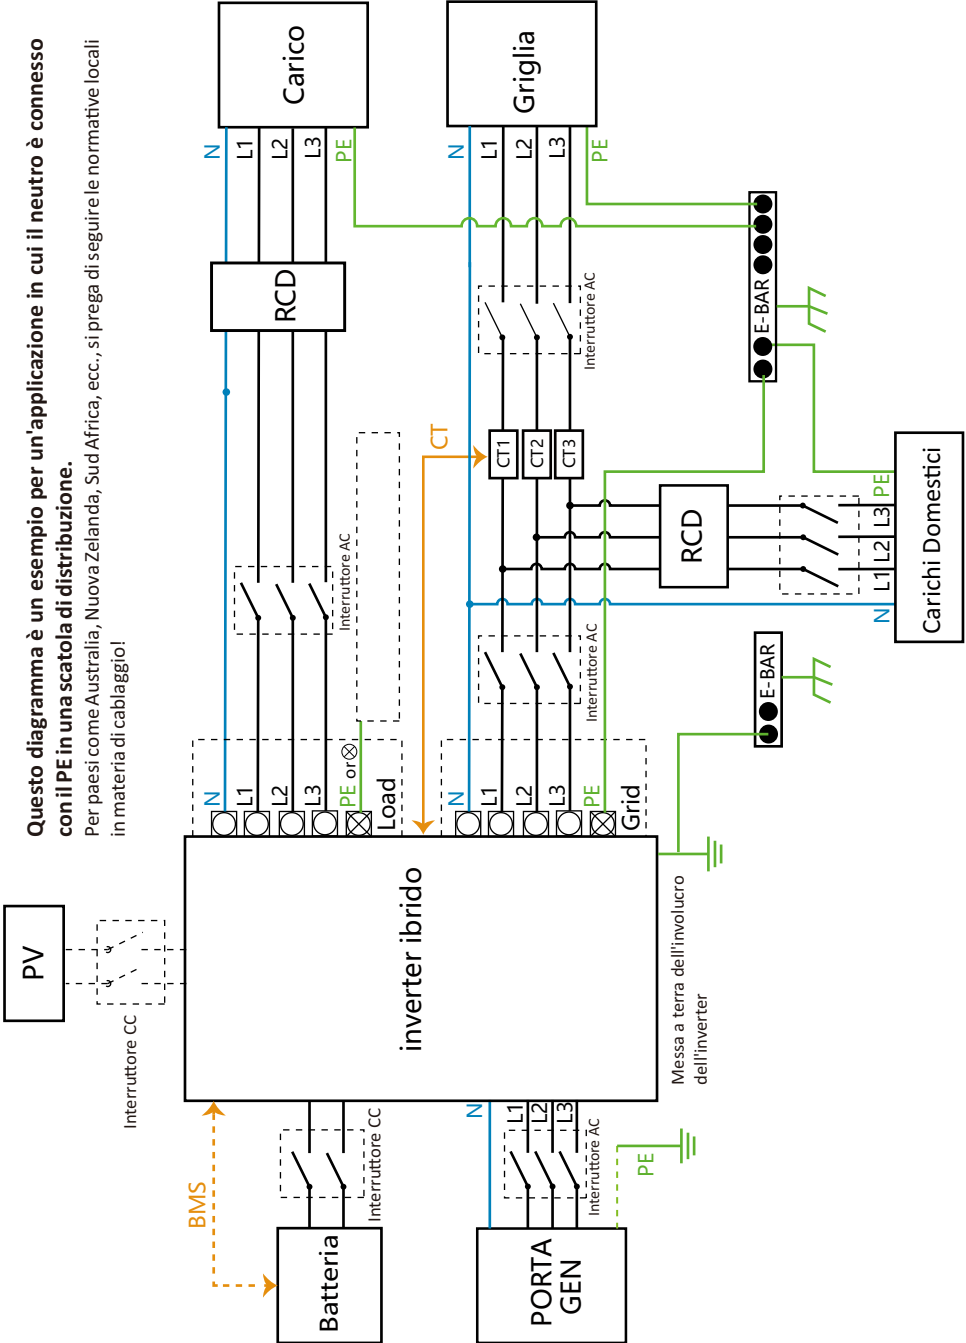 Questo diagramma è un esempio per un'applicazione in cui il neutro è connesso
con il PE in una scatola di distribuzione.
Per paesi come Australia, Nuova Zelanda, Sud Africa, ecc., si prega di seguire le normative locali
in materia di cablaggio!
PV
Interruttore CC
BMS
Batteria
Interruttore CC
inverter ibrido
N
L1
L2
L3
PE or
Load
Interruttore AC
RCD
N
L1
L2
L3
PE
Carico
CT
N
L1
L2
L3
PE
Grid
Interruttore AC
CT1
CT2
CT3
Interruttore AC
N
L1
L2
L3
PE
Griglia
PORTA
GEN
N
L1
L2
L3
Interruttore AC
PE
Messa a terra dell'involucro
dell'inverter
E-BAR
RCD
E-BAR
N
L1
L2
L3
PE
Carichi Domestici